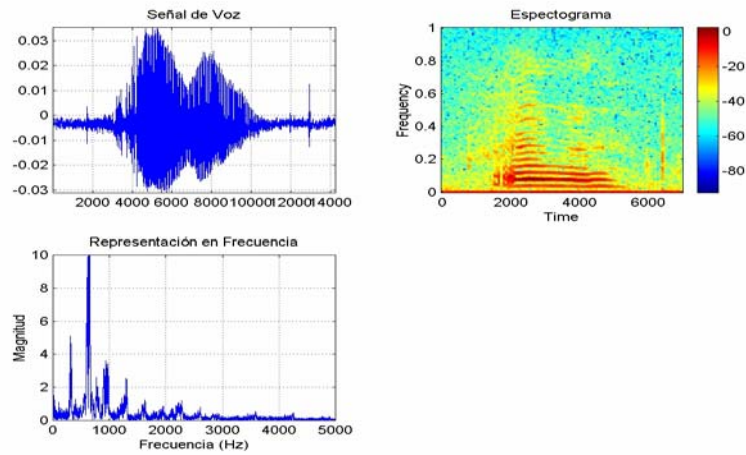 Señal de Voz
0.03
0.02
0.01
0
-0.01
-0.02
-0.03
2000 4000 6000 8000 10000 12000 14000
Espectograma
Frequency
1
0.8
0.6
0.4
0.2
0
0 2000 4000 6000
Time
0
-20
-40
-60
-80
Representación en Frecuencia
Magnitud
10
8
6
4
2
0
0 1000 2000 3000 4000 5000
Frecuencia (Hz)